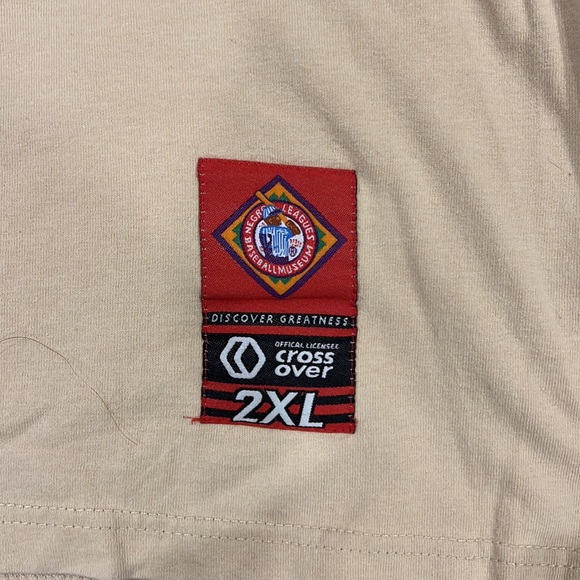 NEGRO LEAGUES
BASEBALL MUSEUM
DISCOVER GREATNESS
OFFICAL LICENSEE
cross
over
2XL